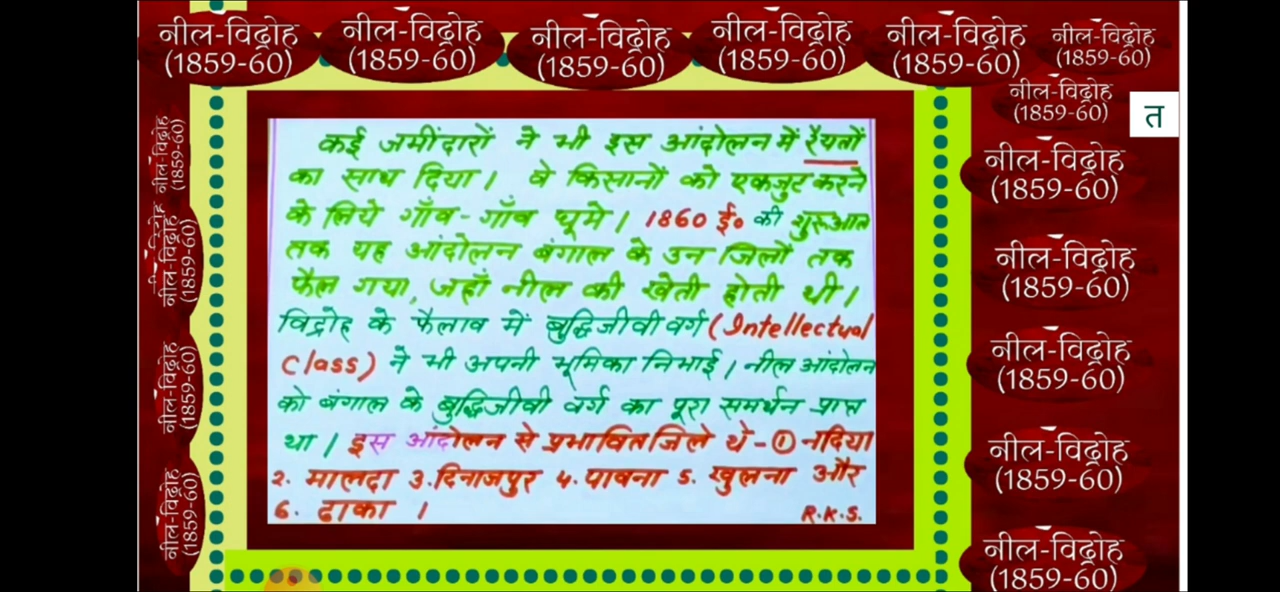 नील-विद्रोह
(1859-60)
नील-विद्रोह
(1859-60)
नील-विद्रोह
(1859-60)
नील-विद्रोह
(1859-60)
नील-विद्रोह
(1859-60)
नील-विद्रोह
(1859-60)
नील-विद्रोह
(1859-60)
त
नील-विद्रोह
(1859-60)
नील-विद्रोह
(1859-60)
नील-विद्रोह
(1859-60)
नील-विद्रोह
(1859-60)
नील-विद्रोह
(1859-60)
नील-विद्रोह
(1859-60)
नील-विद्रोह
(1859-60)
नील-विद्रोह
(1859-60)
नील-विद्रोह
(1859-60)
कई जमींदारों ने भी इस आंदोलन में रैयतों
का साथ दिया। वे किसानों को एकजुट करने
के लिये गाँव-गाँव घूमे। 1860 ई० की शुरुआत
तक यह आंदोलन बंगाल के उन जिलों तक
फैल गया, जहाँ नील की खेती होती थी।
विद्रोह के फैलाव में बुद्धिजीवी वर्ग (Intellectual
Class) ने भी अपनी भूमिका निभाई। नील आंदोलन
को बंगाल के बुद्धिजीवी वर्ग का पूरा समर्थन प्राप्त
था। इस आंदोलन से प्रभावित जिले थे - ① नदिया
2. मालदा 3. दिनाजपुर 4. पावना 5. खुलना और
6. ढाका ।
R.K.S.